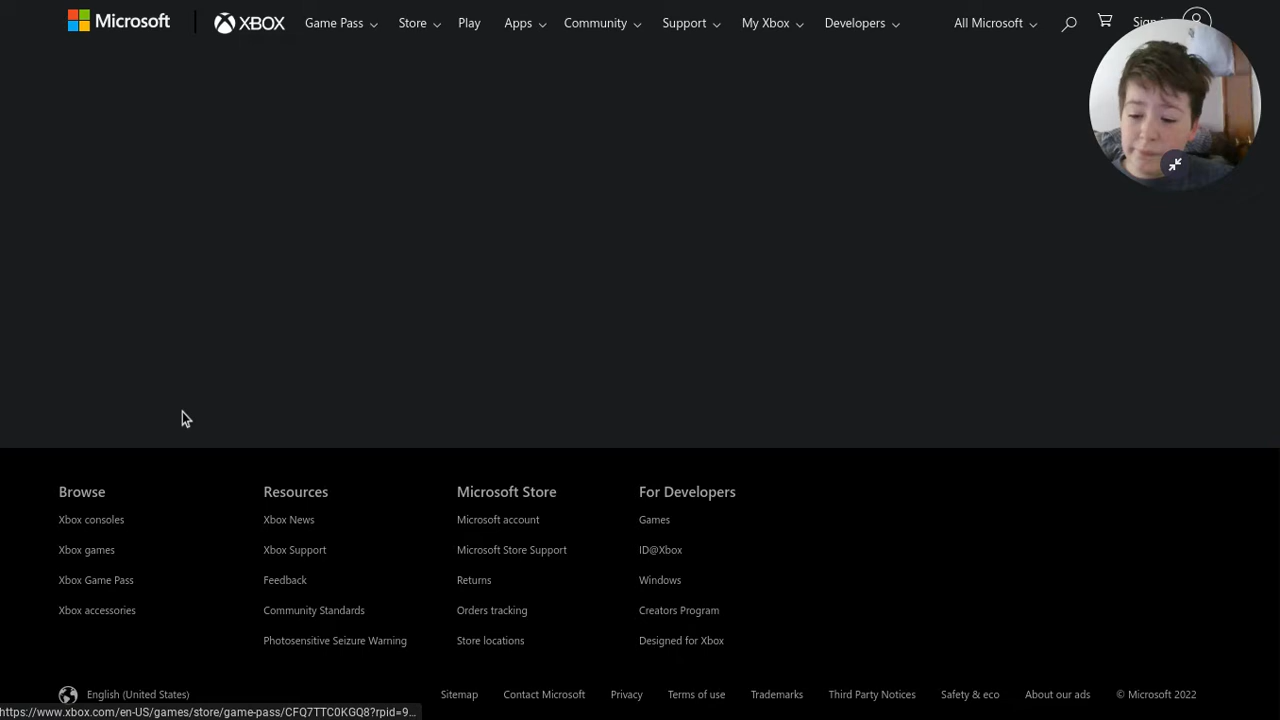 Microsoft XBOX Game Pass Store Play Apps Community Support My Xbox Developers All Microsoft
Browse Resources Microsoft Store For Developers
Xbox consoles Xbox News Microsoft account Games
Xbox games Xbox Support Microsoft Store Support ID@Xbox
Xbox Game Pass Feedback Returns Windows
Xbox accessories Community Standards Orders tracking Creators Program
Photosensitive Seizure Warning Store locations Designed for Xbox
English (United States) Sitemap Contact Microsoft Privacy Terms of use Trademarks Third Party Notices Safety & eco About our ads © Microsoft 2022
https://www.xbox.com/en-US/games/store/game-pass/CFQ7TTC0KGQ8?rpid=9...